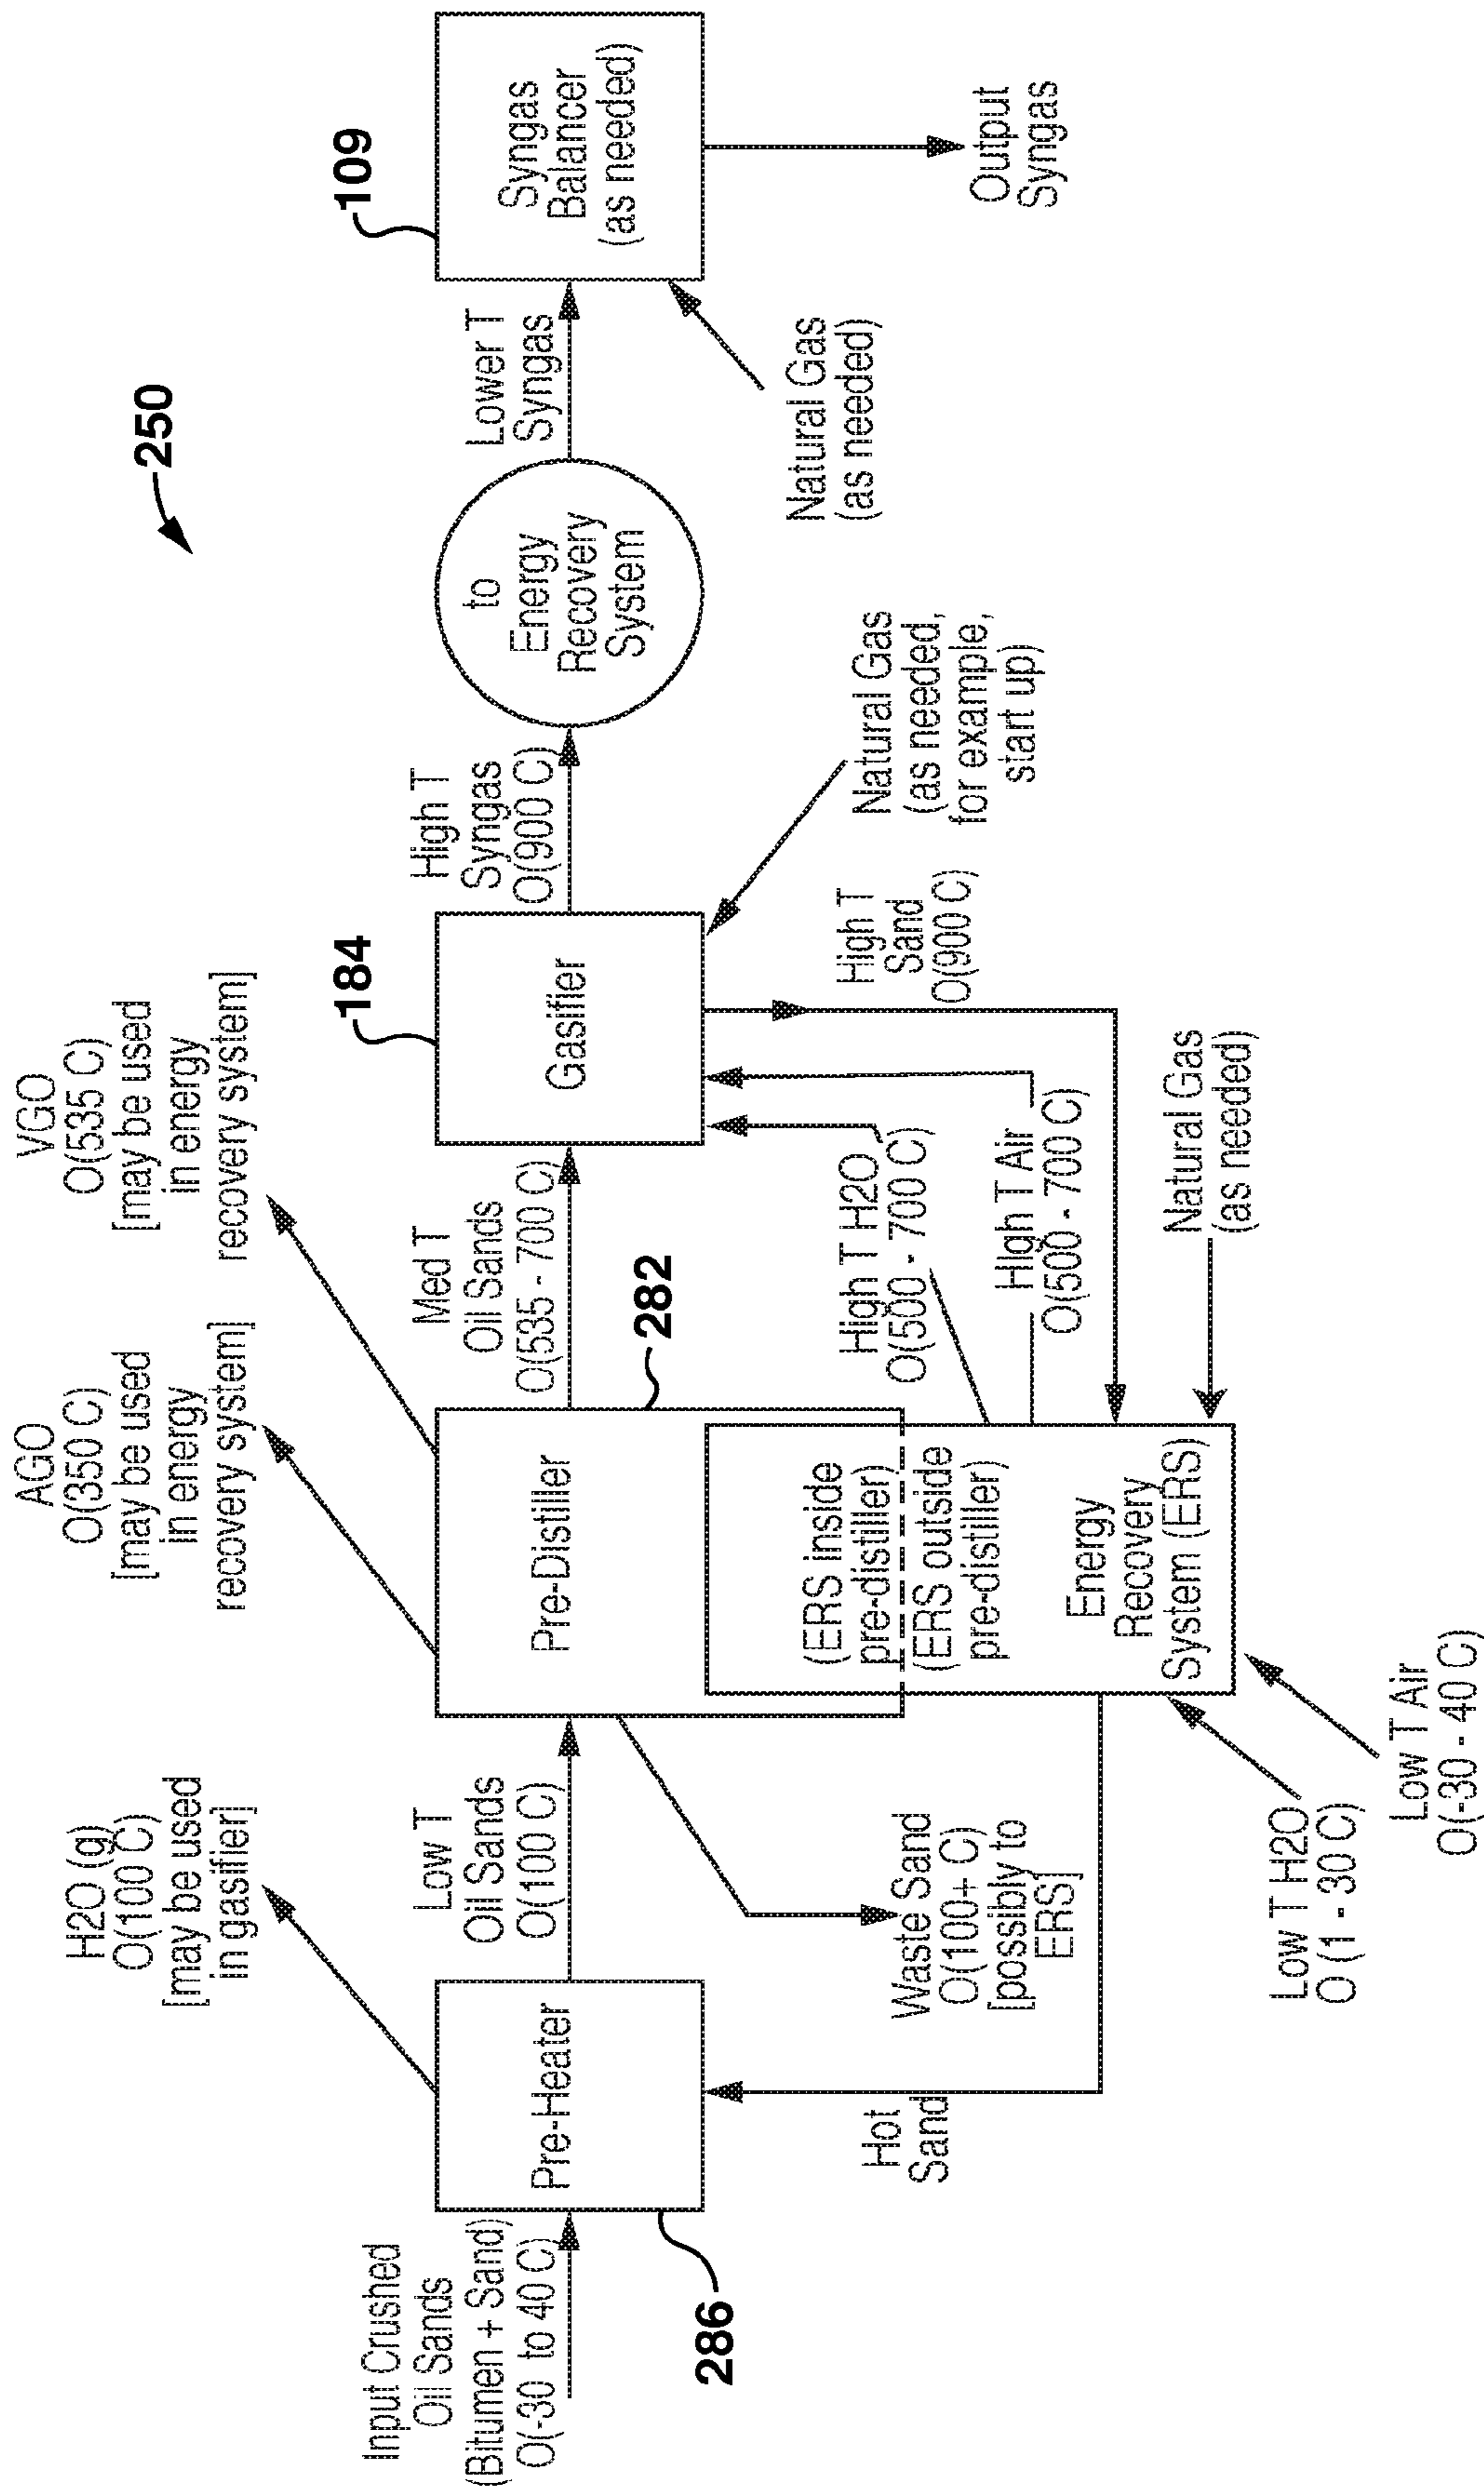 250
Input Crushed
Oil Sands
(Bitumen + Sand)
O(-30 to 40 C)
286
Pre-Heater
H2O (g)
O(100 C)
[may be used
in gasifier]
Low T
Oil Sands
O(100 C)
Hot
Sand
Waste Sand
O(100+ C)
[possibly to
ERS]
Pre-Distiller
282
AGO
O(350 C)
[may be used
in energy
recovery system]
VGO
O(535 C)
[may be used
in energy
recovery system]
(ERS inside
pre-distiller)
(ERS outside
pre-distiller)
Energy
Recovery
System (ERS)
Low T H2O
O (1 - 30 C)
Low T Air
O(-30 - 40 C)
Med T
Oil Sands
O(535 - 700 C)
High T H2O
O(500 - 700 C)
High T Air
O(500 - 700 C)
Natural Gas
(as needed)
184
Gasifier
High T
Sand
O(900 C)
Natural Gas
(as needed,
for example,
start up)
High T
Syngas
O(900 C)
to
Energy
Recovery
System
Lower T
Syngas
Natural Gas
(as needed)
109
Syngas
Balancer
(as needed)
Output
Syngas